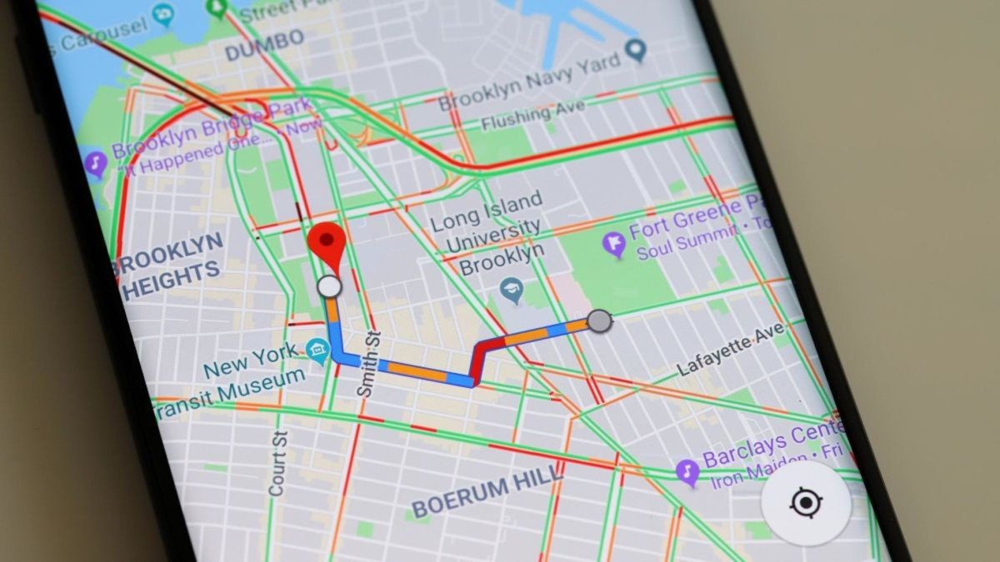 Carousel
Street
DUMBO
Brooklyn Navy Yard
Flushing Ave
Brooklyn Bridge Park
"It Happened One... • Now
Long Island
University
Brooklyn
Fort Greene Pa
Soul Summit • To
BROOKLYN
HEIGHTS
New York
Transit Museum
Smith St
Lafayette Ave
Court St
Barclays Cente
Iron Maiden • Fri
BOERUM HILL